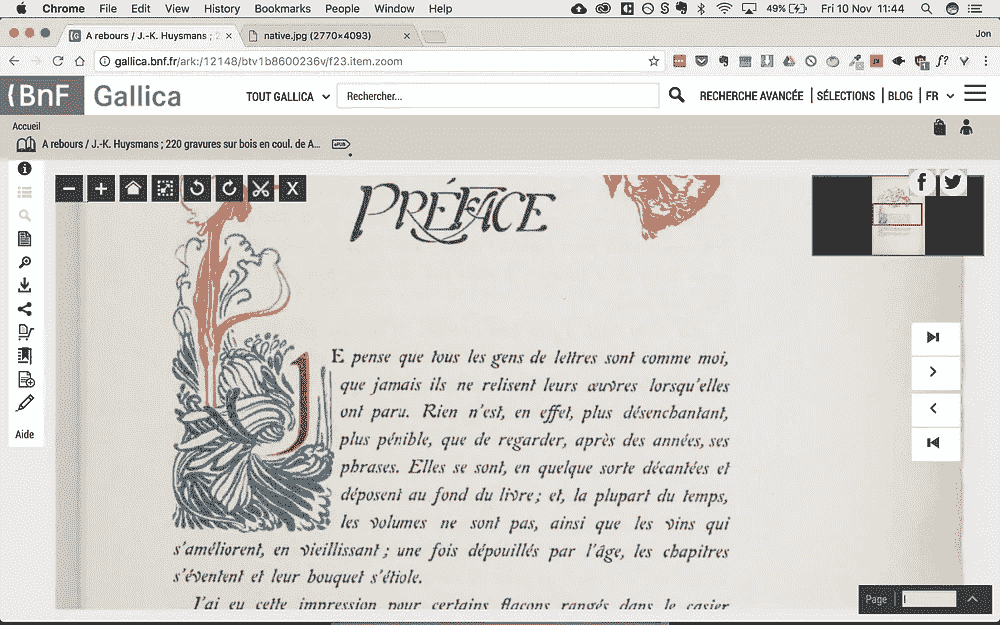 Chrome File Edit View History Bookmarks People Window Help 49% Fri 10 Nov 11:44
A rebours / J.-K. Huysmans ; 2 × native.jpg (2770×4093) × Jon
gallica.bnf.fr/ark:/12148/btv1b8600236v/f23.item.zoom
BnF Gallica TOUT GALLICA Rechercher... RECHERCHE AVANCÉE SÉLECTIONS BLOG FR
Accueil
A rebours / J.-K. Huysmans ; 220 gravures sur bois en coul. de A...
PRÉFACE
JE pense que tous les gens de lettres sont comme moi,
que jamais ils ne relisent leurs œuvres lorsqu'elles
ont paru. Rien n'est, en effet, plus désenchantant,
plus pénible, que de regarder, après des années, ses
phrases. Elles se sont, en quelque sorte décantées et
déposent au fond du livre ; et, la plupart du temps,
les volumes ne sont pas, ainsi que les vins qui
s'améliorent, en vieillissant ; une fois dépouillés par l'âge, les chapitres
s'éventent et leur bouquet s'étiole.
J'ai eu cette impression pour certains flacons rangés dans le casier
Aide
Page